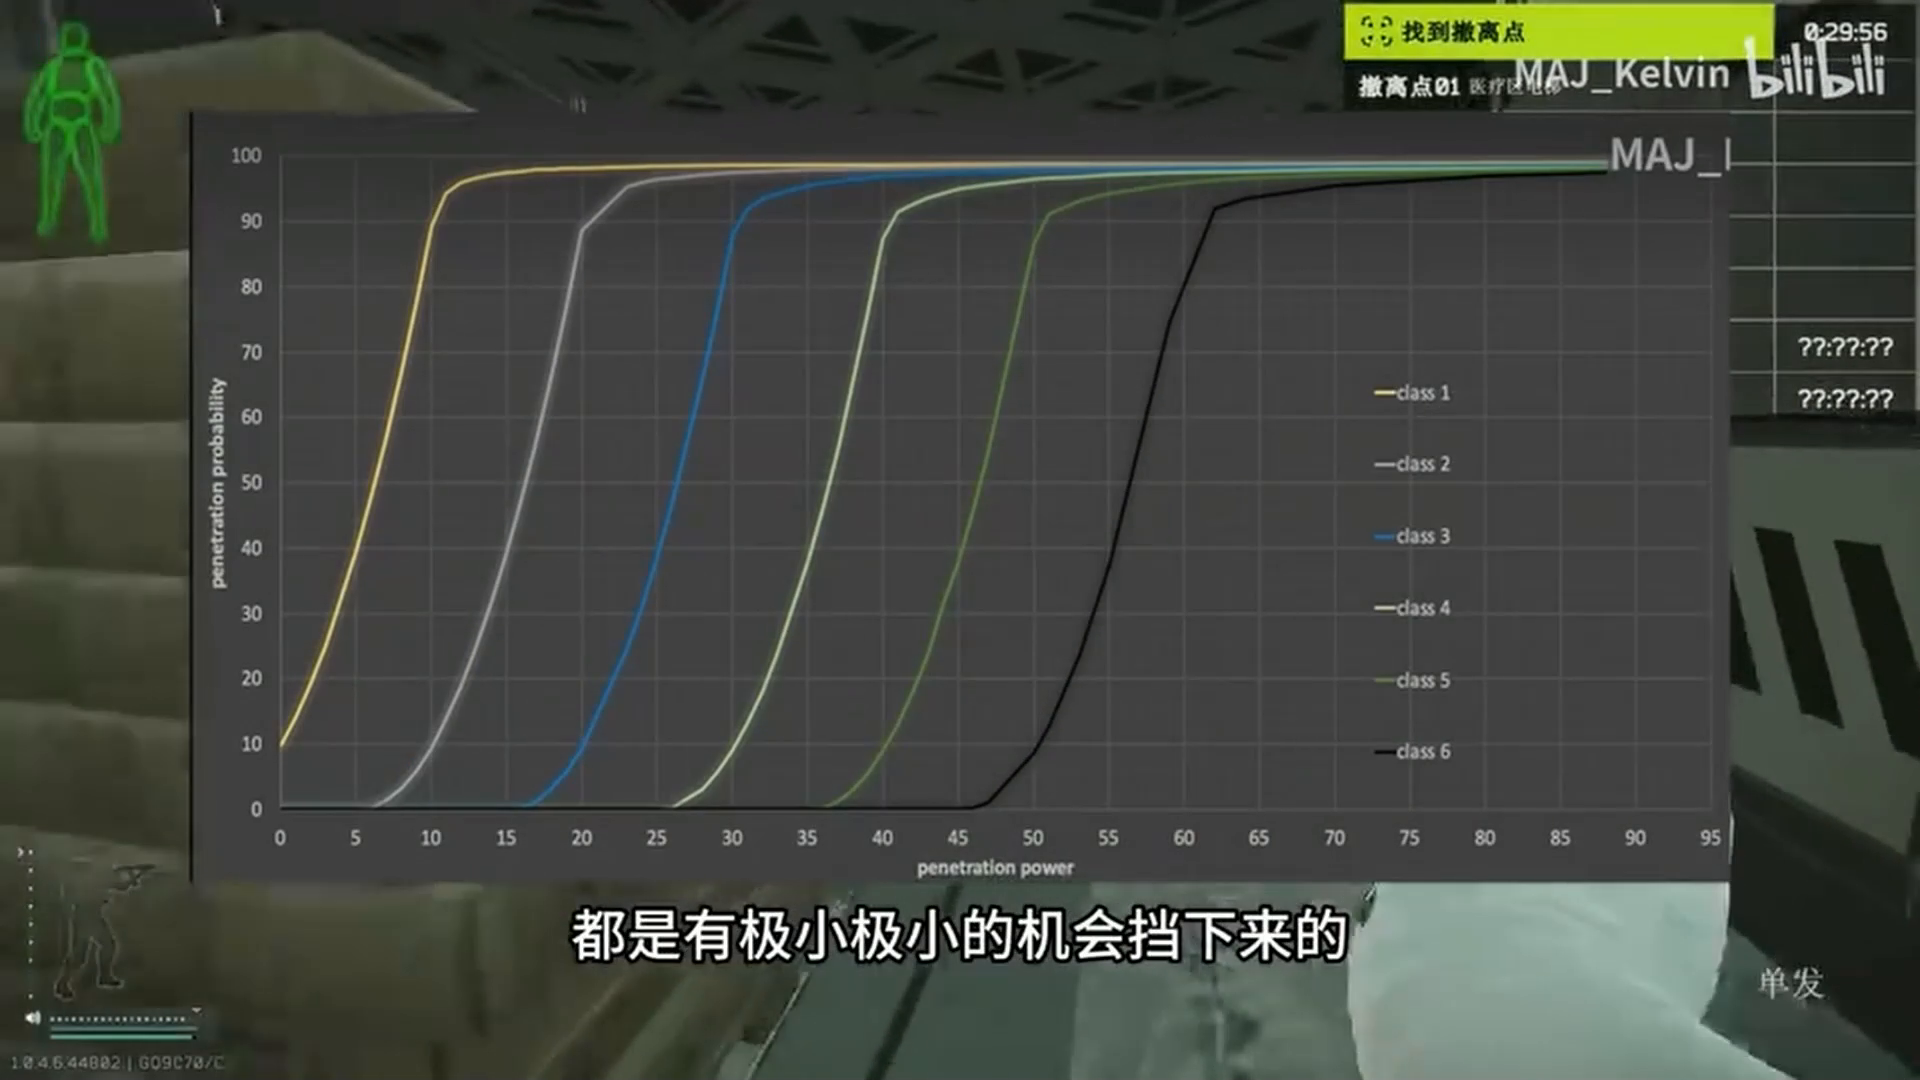 找到撤离点
0:29:56
撤离点01
MAJ_Kelvin bilibili
MAJ_
100
90
80
70
60
50
40
30
20
10
0
penetration probability
class 1
class 2
class 3
class 4
class 5
class 6
??:??:??
??:??:??
0 5 10 15 20 25 30 35 40 45 50 55 60 65 70 75 80 85 90 95
penetration power
都是有极小极小的机会挡下来的
单发